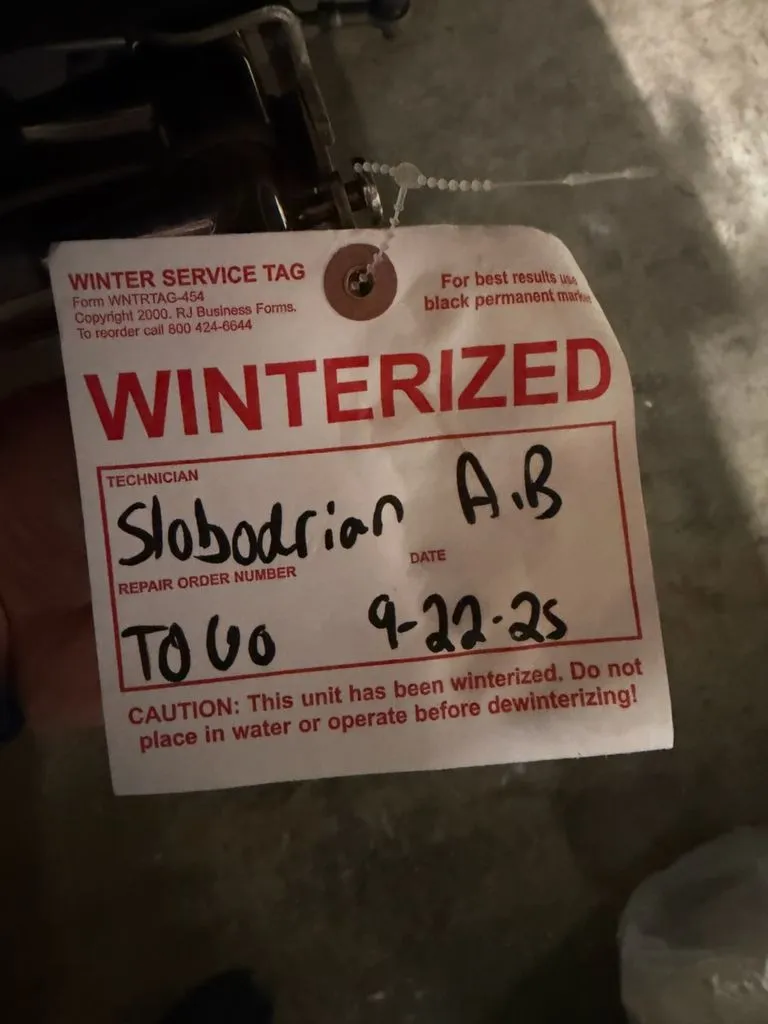 WINTER SERVICE TAG
Form WNTRTAG-454
Copyright 2000. RJ Business Forms.
To reorder call 800 424-6644
For best results use
black permanent marker
WINTERIZED
TECHNICIAN
Slobodrian A.B
REPAIR ORDER NUMBER
DATE
TO GO 9-22-25
CAUTION: This unit has been winterized. Do not
place in water or operate before dewinterizing!